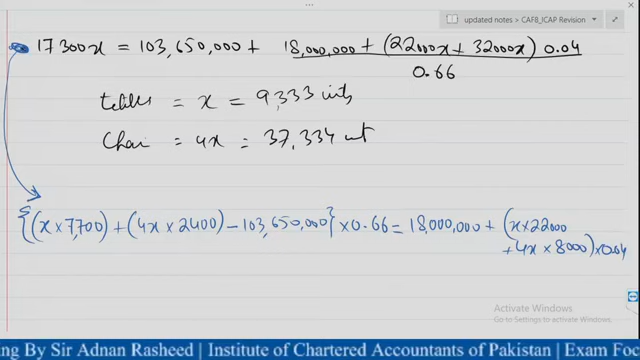 updated notes > CAF8_ICAP Revision
17300x = 103,650,000 + 18,000,000 + (22000x + 32000x) 0.04
0.66
= x = 9,333 units
Chair = 4x = 37,334 unit
{(x × 7,700) + (4x × 2400) - 103,650,000} × 0.66 = 18,000,000 + (x × 22000
+ 4x × 8000) × 0.04
Activate Windows
Go to Settings to activate Windows.
ng By Sir Adnan Rasheed | Institute of Chartered Accountants of Pakistan | Exam Foc